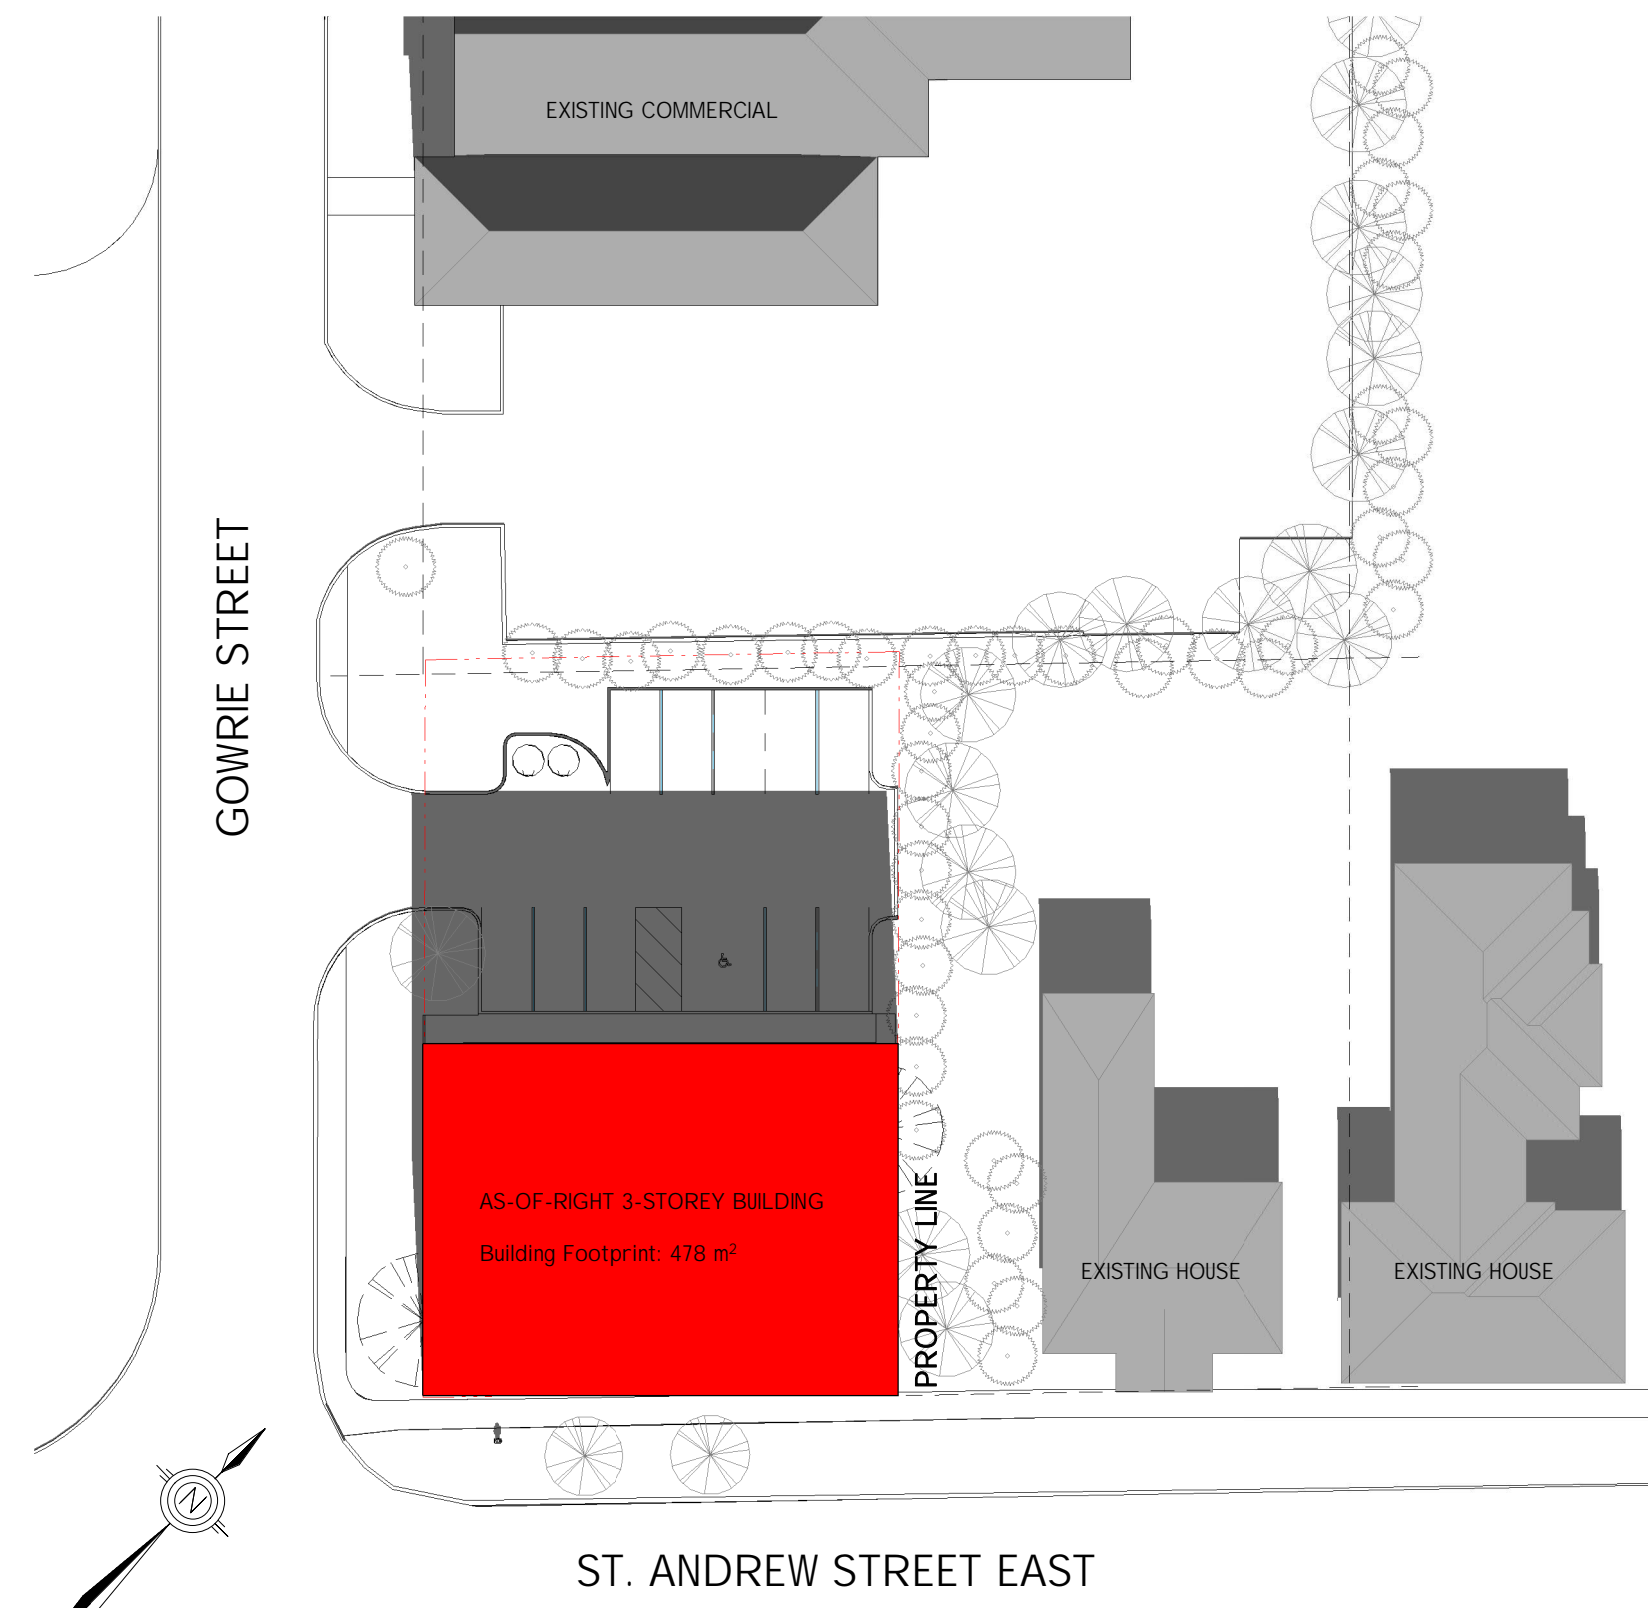 EXISTING COMMERCIAL
GOWRIE STREET
AS-OF-RIGHT 3-STOREY BUILDING
Building Footprint: 478 m²
PROPERTY LINE
EXISTING HOUSE
EXISTING HOUSE
N
ST. ANDREW STREET EAST